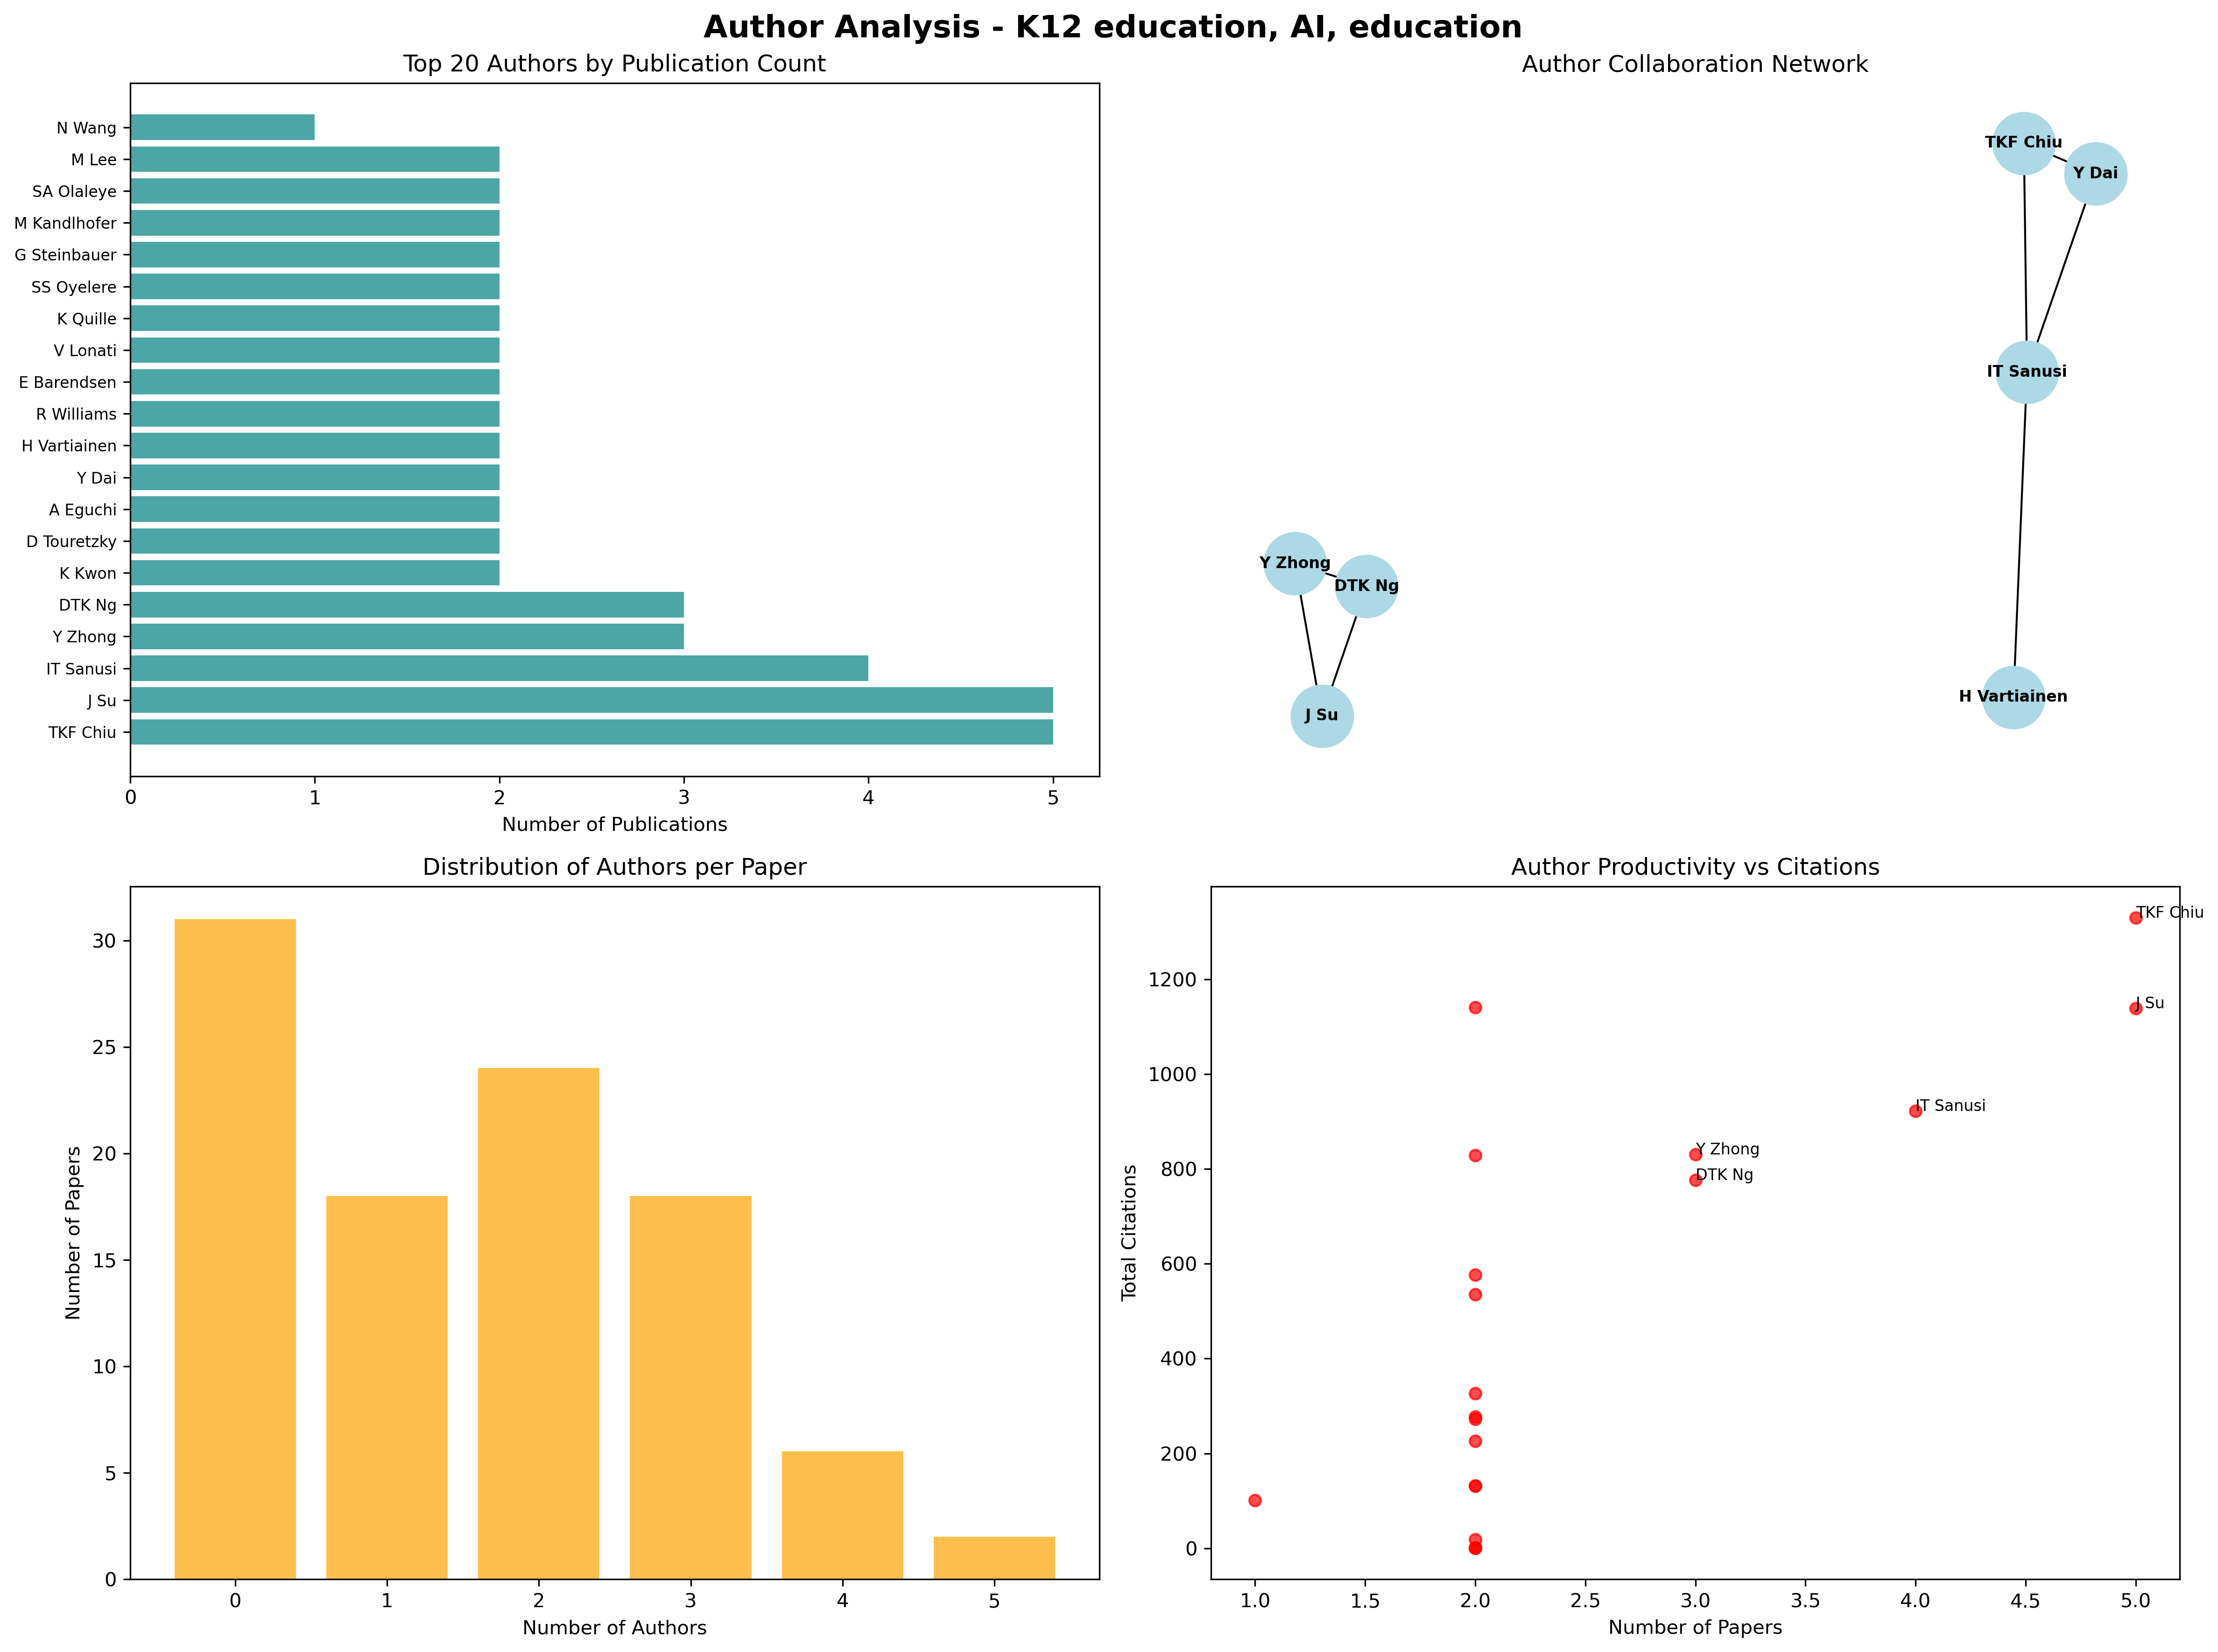 Author Analysis - K12 education, AI, education
Top 20 Authors by Publication Count
N Wang
M Lee
SA Olaleye
M Kandlhofer
G Steinbauer
SS Oyelere
K Quille
V Lonati
E Barendsen
R Williams
H Vartiainen
Y Dai
A Eguchi
D Touretzky
K Kwon
DTK Ng
Y Zhong
IT Sanusi
J Su
TKF Chiu
0 1 2 3 4 5
Number of Publications
Author Collaboration Network
TKF Chiu
Y Dai
IT Sanusi
Y Zhong
DTK Ng
H Vartiainen
J Su
Distribution of Authors per Paper
Number of Papers
30
25
20
15
10
5
0
0 1 2 3 4 5
Number of Authors
Author Productivity vs Citations
Total Citations
1200
1000
800
600
400
200
0
TKF Chiu
J Su
IT Sanusi
Y Zhong
DTK Ng
1.0 1.5 2.0 2.5 3.0 3.5 4.0 4.5 5.0
Number of Papers